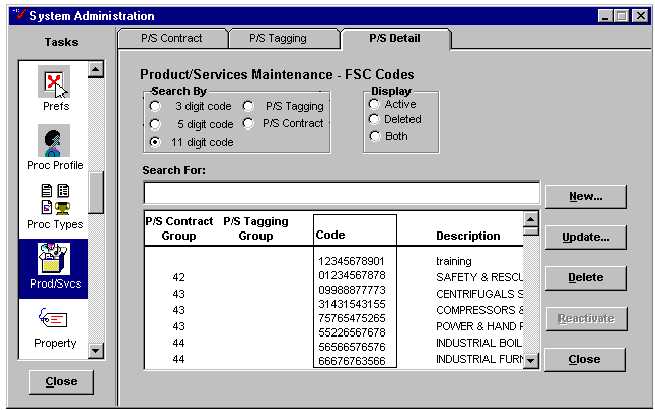 System Administration
Tasks
P/S Contract P/S Tagging P/S Detail
Prefs
Proc Profile
Proc Types
Prod/Svcs
Property
Close
Product/Services Maintenance - FSC Codes
Search By
3 digit code P/S Tagging
5 digit code P/S Contract
11 digit code
Display
Active
Deleted
Both
Search For:
P/S Contract Group P/S Tagging Group Code Description
12345678901 training
42 01234567878 SAFETY & RESCU
43 09988877773 CENTRIFUGALS S
43 31431543155 COMPRESSORS &
43 75765475265 POWER & HAND
55226567678
44 56566576576 INDUSTRIAL BOIL
44 66676763566 INDUSTRIAL FURN
New...
Update...
Delete
Reactivate
Close